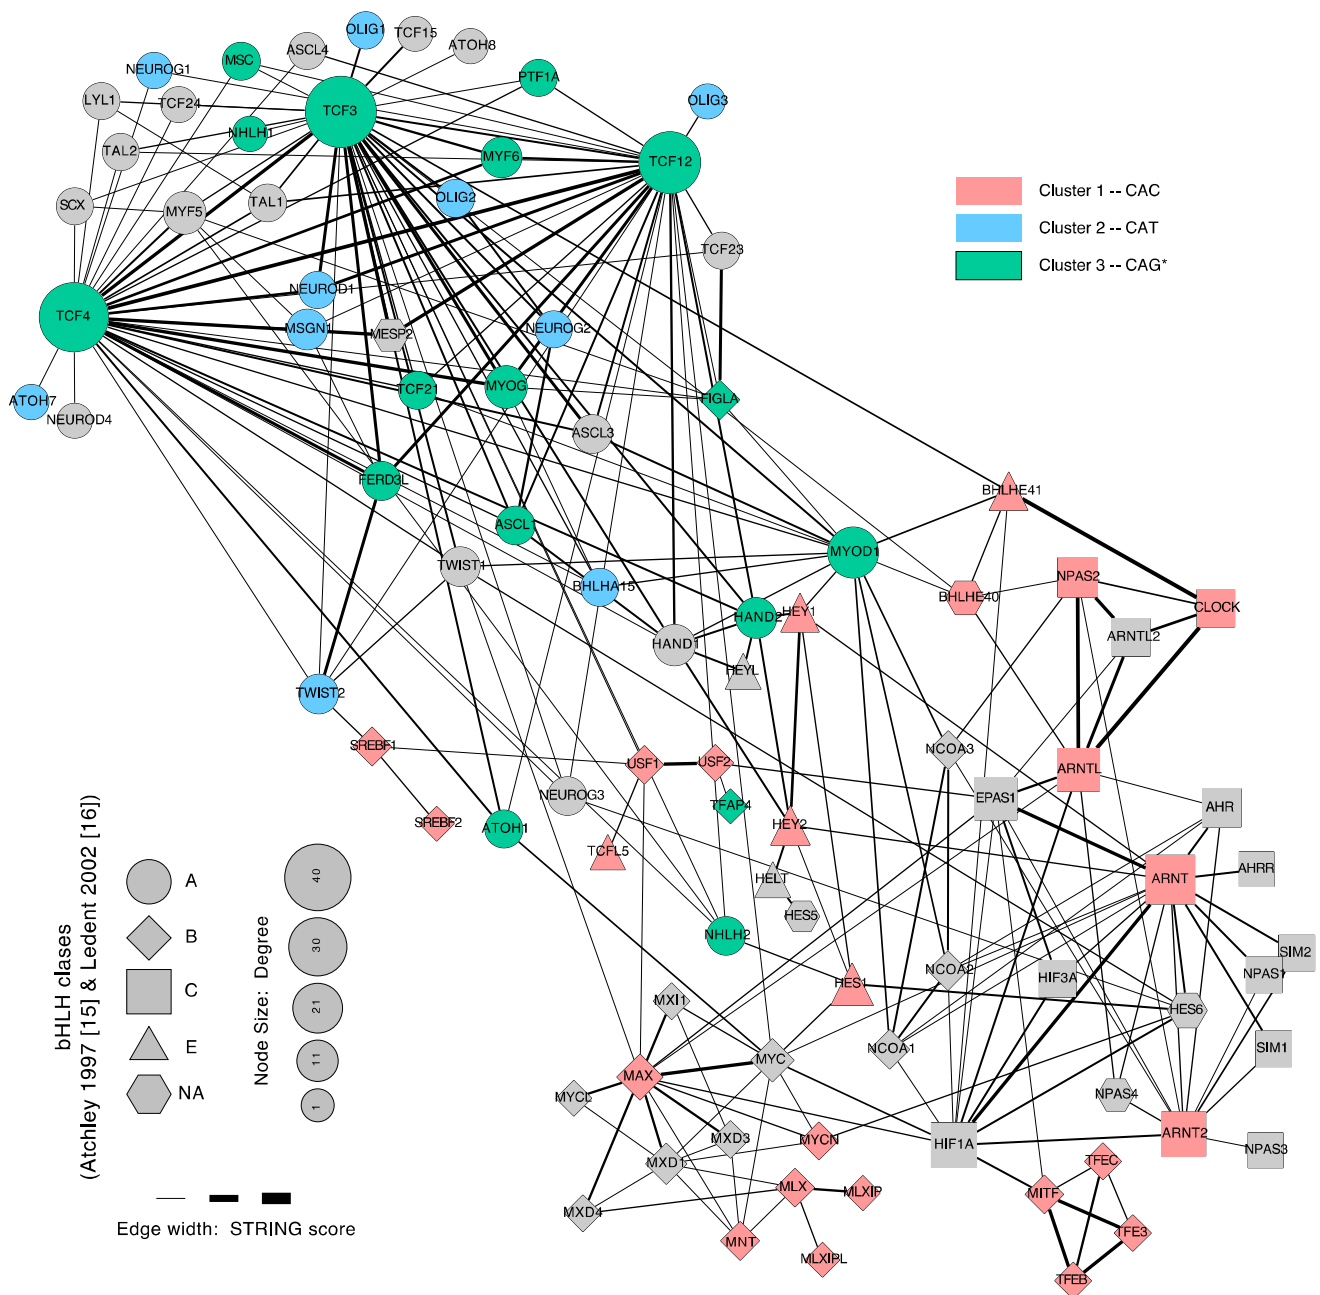 OLIG1
TCF15
ATOH8
ASCL4
MSC
NEUROG1
PTF1A
OLIG3
LYL1
TCF24
TCF3
NHLH1
TAL2
MYF6
TCF12
OLIG2
SCX
MYF5
TAL1
TCF23
NEUROD1
TCF4
MSGN1
MESP2
NEUROG2
ATOH7
NEUROD4
TCF21
MYOG
FIGLA
ASCL3
FERD3L
ASCL1
MYOD1
BHLHE41
TWIST1
BHLHA15
BHLHE40
NPAS2
CLOCK
ARNTL2
HAND2
HEY1
HAND1
HEYL
TWIST2
SREBF1
USF1
USF2
NCOA3
ARNTL
SREBF2
NEUROG3
ATOH1
TFAP4
TCFL5
HEY2
EPAS1
AHR
HELT
HES5
ARNT
AHRR
NHLH2
HES1
NCOA2
HIF3A
SIM2
NPAS1
HES6
SIM1
MXI1
MYC
NCOA1
MAX
MYCL
NPAS4
MXD3
MYCN
HIF1A
ARNT2
NPAS3
MXD1
MLX
MLXIP
MITF
TFEC
MXD4
MNT
MLXIPL
TFE3
TFEB
Cluster 1 -- CAC
Cluster 2 -- CAT
Cluster 3 -- CAG*
bHLH clases
(Atchley 1997 [15] & Ledent 2002 [16])
A
B
C
E
NA
Node Size: Degree
40
30
21
11
1
Edge width: STRING score